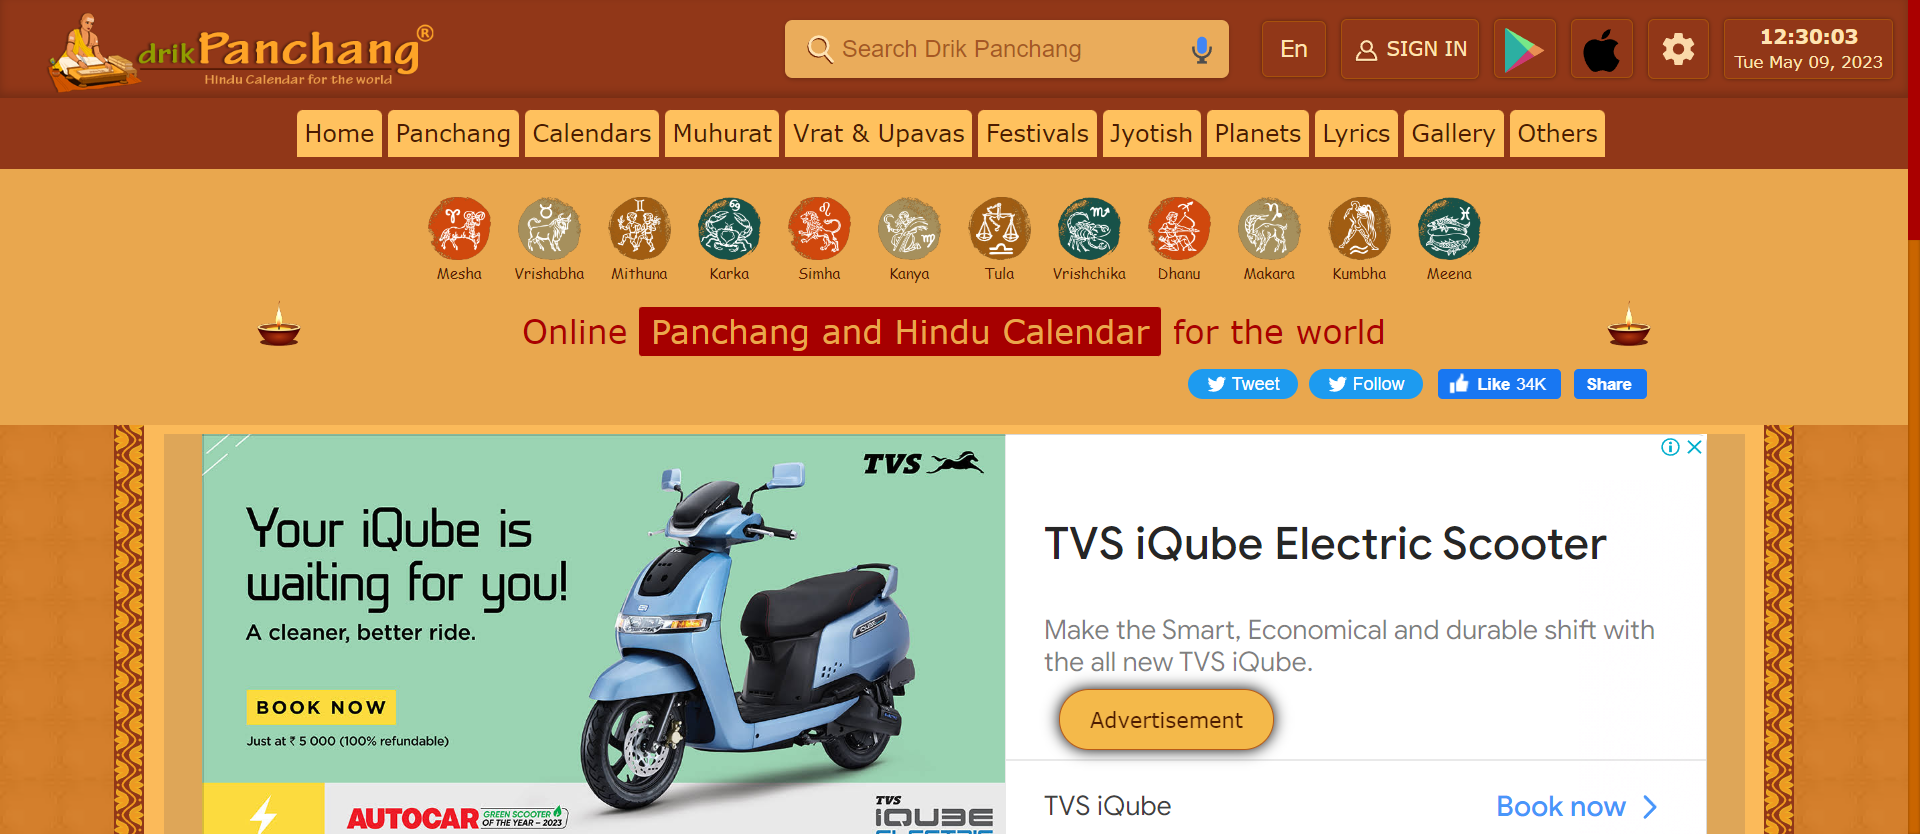 drikPanchang®
Hindu Calendar for the world
Search Drik Panchang
En
SIGN IN
12:30:03
Tue May 09, 2023
Home Panchang Calendars Muhurat Vrat & Upavas Festivals Jyotish Planets Lyrics Gallery Others
Mesha Vrishabha Mithuna Karka Simha Kanya Tula Vrishchika Dhanu Makara Kumbha Meena
Online Panchang and Hindu Calendar for the world
Tweet Follow Like 34K Share
TVS
Your iQube is
waiting for you!
A cleaner, better ride.
BOOK NOW
Just at ₹ 5 000 (100% refundable)
AUTOCAR GREEN SCOOTER
OF THE YEAR – 2023
TVS
iQUBE
ELECTRIC
TVS iQube Electric Scooter
Make the Smart, Economical and durable shift with
the all new TVS iQube.
Advertisement
TVS iQube
Book now